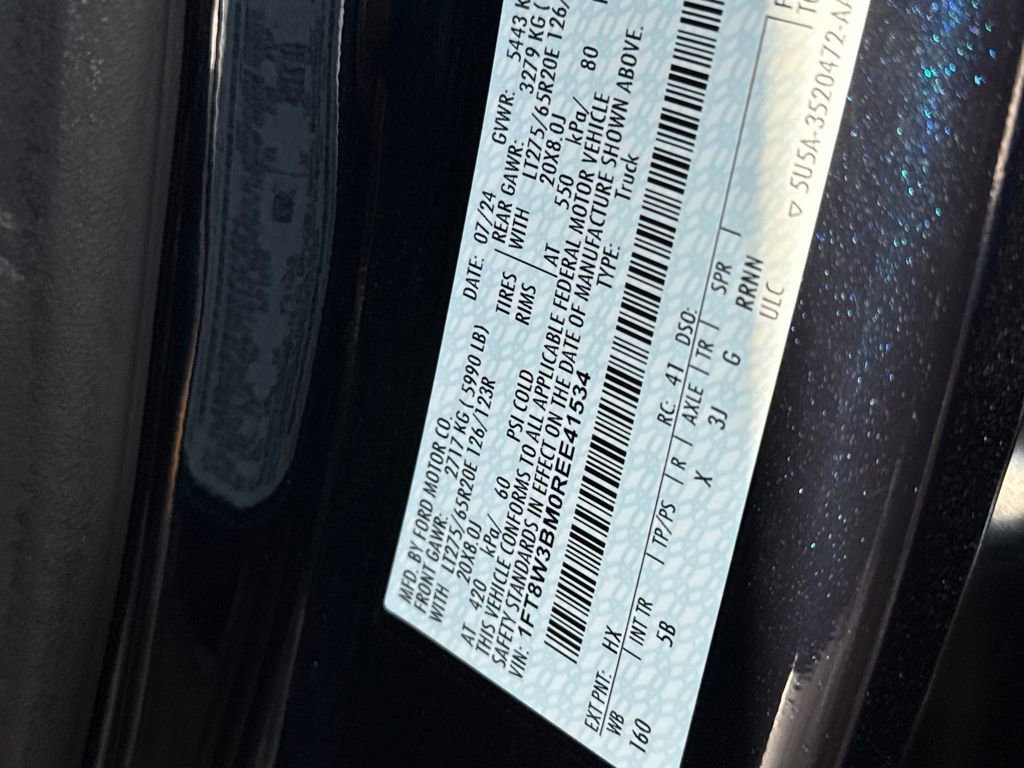 MFD. BY FORD MOTOR CO.
DATE: 07/24 GVWR: 5443 K
FRONT GAWR: 2717 KG ( 5990 LB) REAR GAWR: 3279 KG (
WITH LT275/65R20E 126/123R TIRES WITH LT275/65R20E 126/
20X8.0J RIMS 20X8.0J
AT 420 kPa/ 60 PSI COLD AT 550 kPa/ 80
THIS VEHICLE CONFORMS TO ALL APPLICABLE FEDERAL MOTOR VEHICLE
SAFETY STANDARDS IN EFFECT ON THE DATE OF MANUFACTURE SHOWN ABOVE.
VIN: 1FT8W3BM0REE41534 TYPE: Truck
EXT PNT: HX RC: 41 DSO:
WB INT TR TP/PS R AXLE TR SPR
160 5B X 3J G RRNN
ULC ▽ 5U5A-3520472-AA